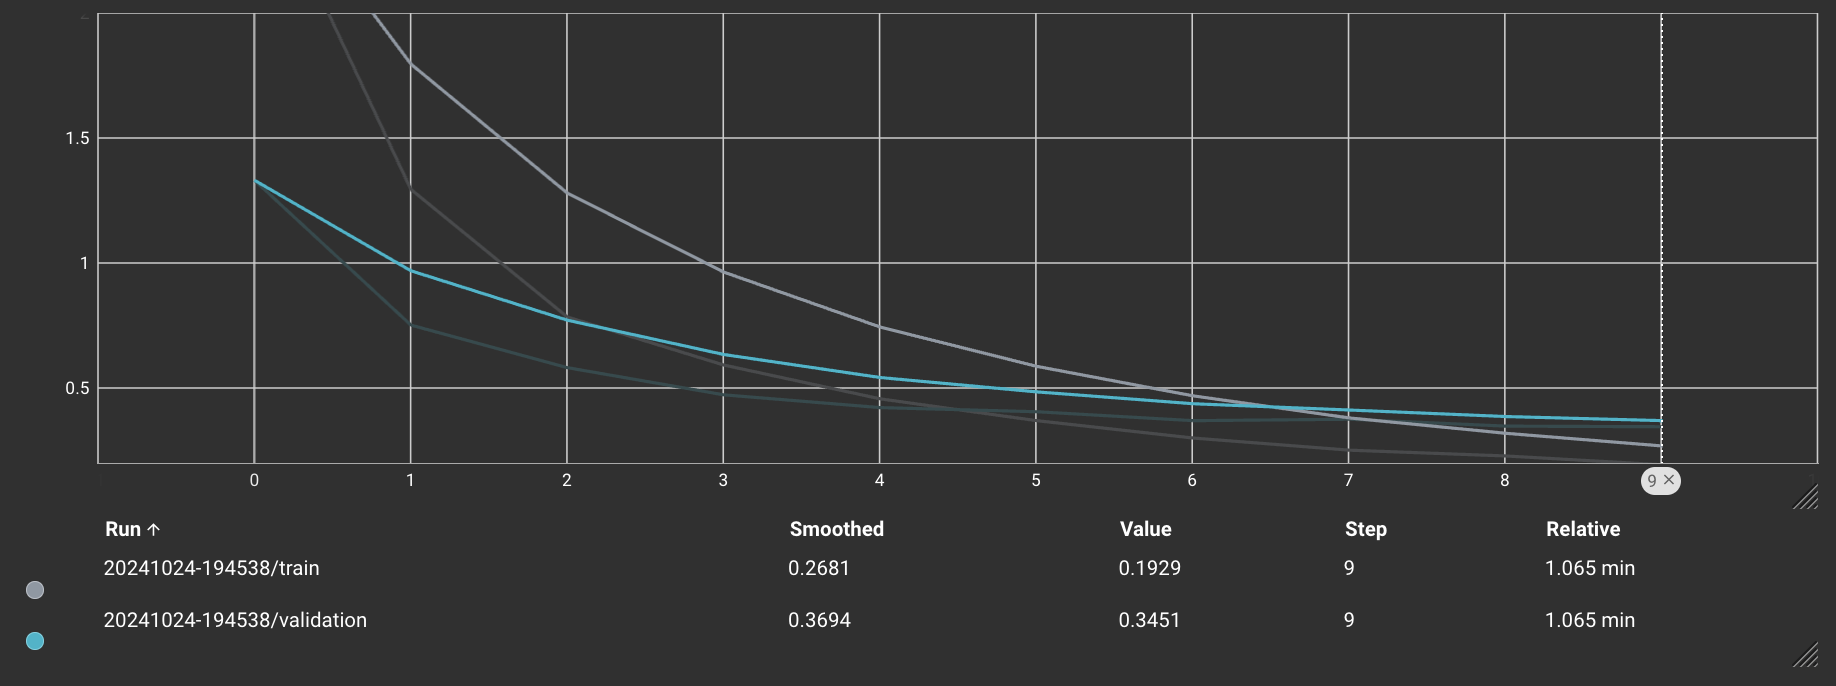 1.5
1
0.5
0 1 2 3 4 5 6 7 8 9 ×
Run ↑ Smoothed Value Step Relative
20241024-194538/train 0.2681 0.1929 9 1.065 min
20241024-194538/validation 0.3694 0.3451 9 1.065 min